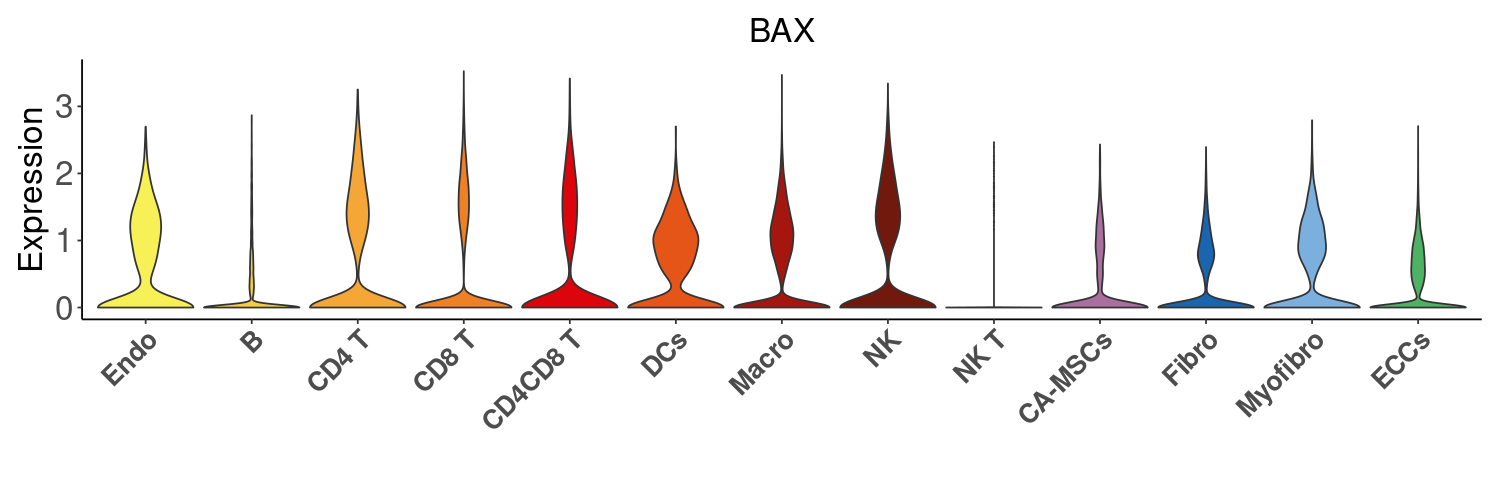 BAX
Expression
3
2
1
0
Endo
B
CD4 T
CD8 T
CD4CD8 T
DCs
Macro
NK
NK T
CA-MSCs
Fibro
Myofibro
ECCs